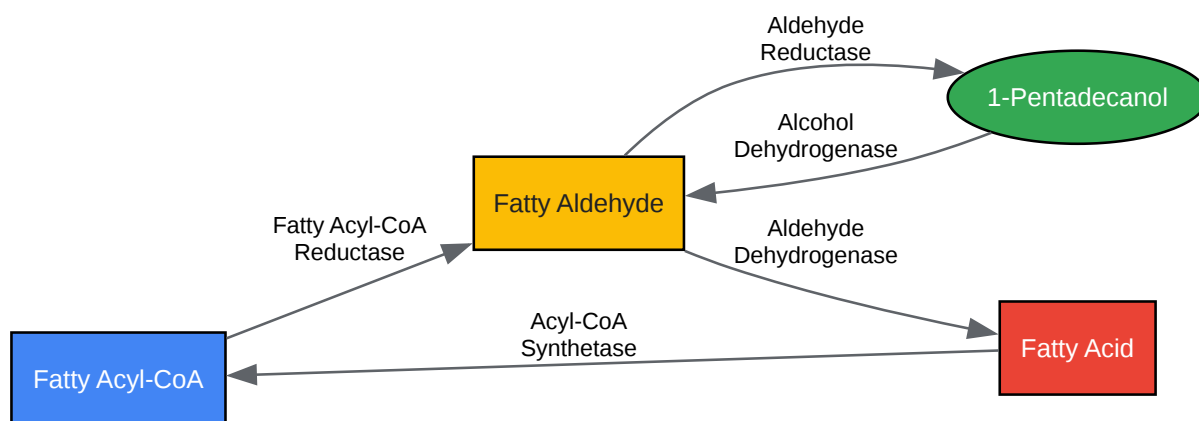 Aldehyde
Reductase
1-Pentadecanol
Alcohol
Dehydrogenase
Fatty Aldehyde
Fatty Acyl-CoA
Reductase
Aldehyde
Dehydrogenase
Acyl-CoA
Synthetase
Fatty Acid
Fatty Acyl-CoA